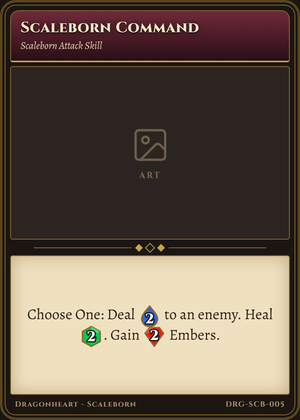 Scaleborn Command
Scaleborn Attack Skill
ART
Choose One: Deal 2 to an enemy. Heal
2. Gain 2 Embers.
Dragonheart - Scaleborn DRG-SCB-005